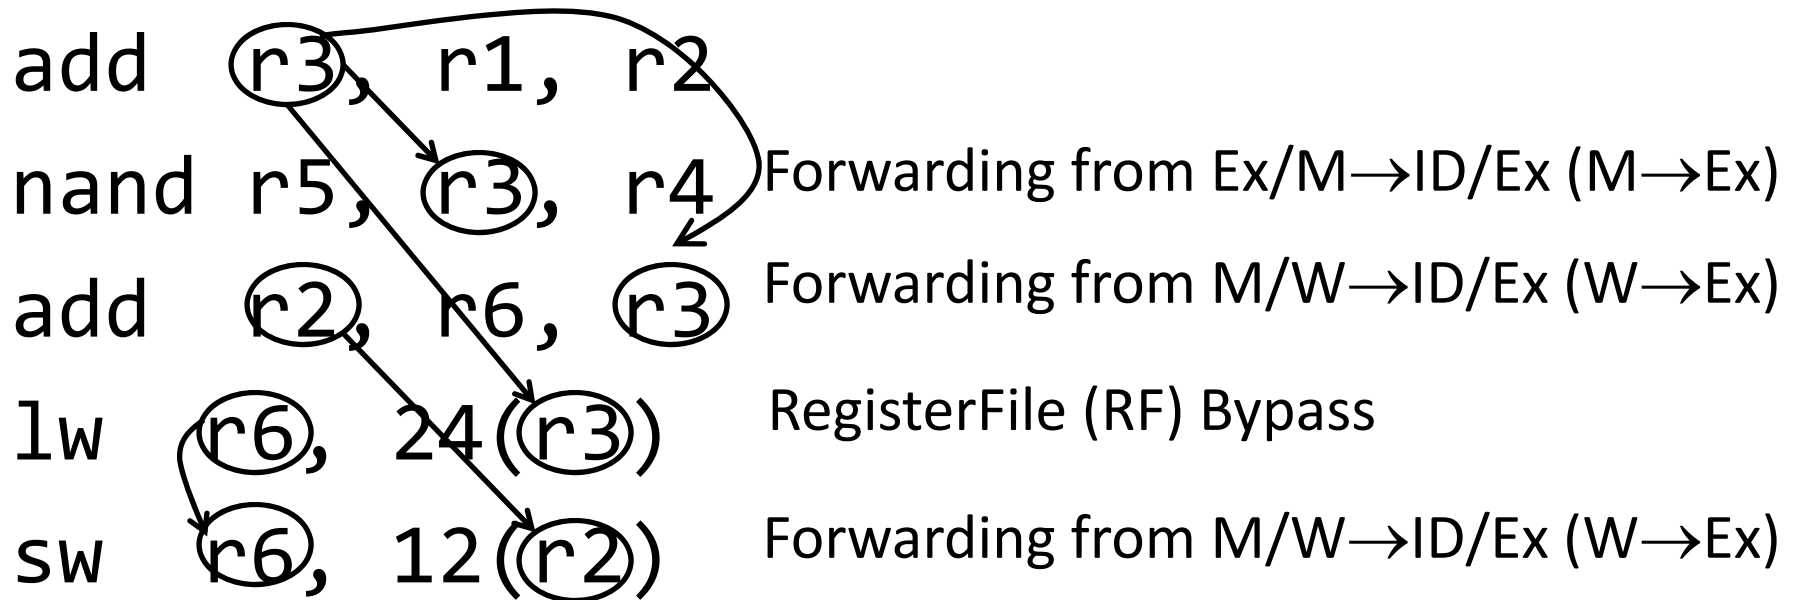 add r3, r1, r2
nand r5, r3, r4 Forwarding from Ex/M→ID/Ex (M→Ex)
add r2, r6, r3 Forwarding from M/W→ID/Ex (W→Ex)
lw r6, 24(r3) RegisterFile (RF) Bypass
sw r6, 12(r2) Forwarding from M/W→ID/Ex (W→Ex)